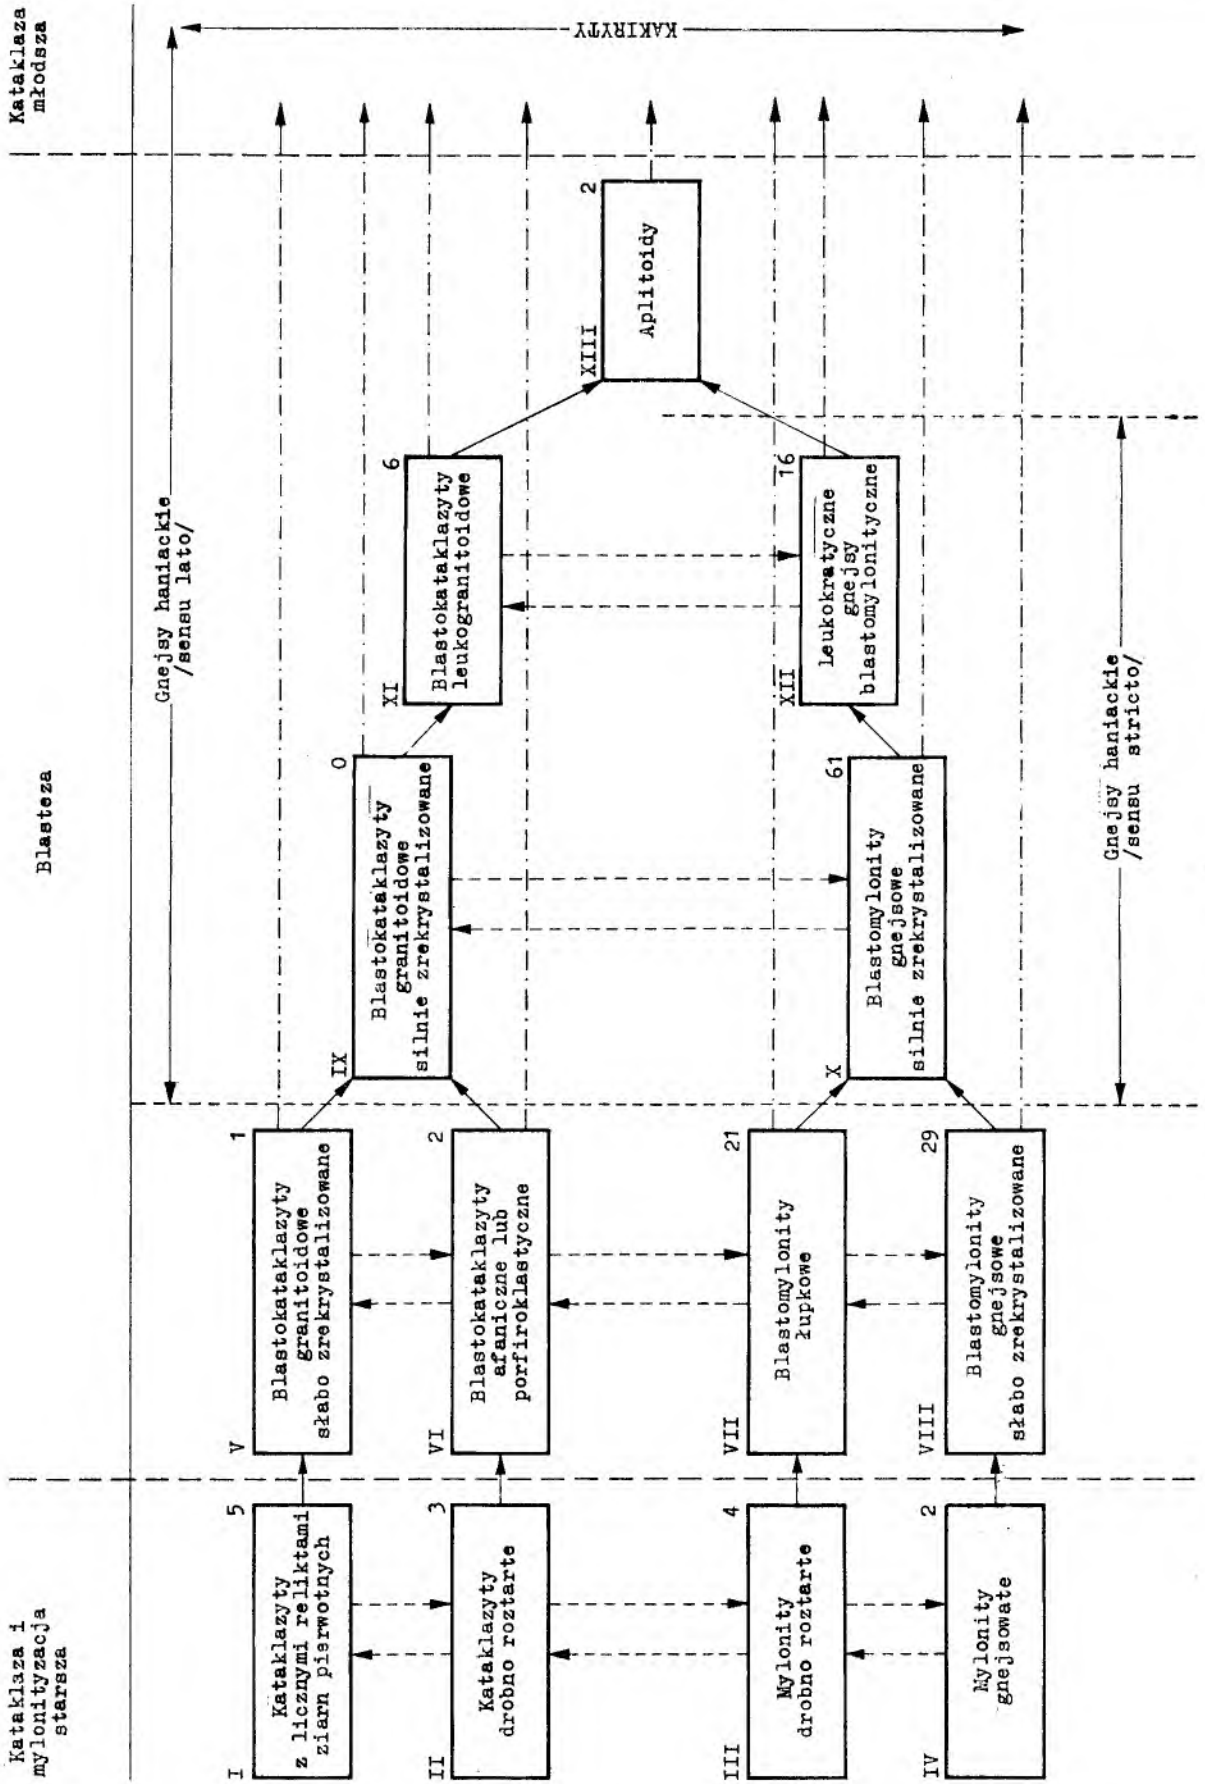 Kataklaza i
mylonityzacja
starsza
Blasteza
Kataklaza
młodsza
Gnejsy haniackie
/sensu lato/
KAKIRYTY
I
5
Kataklazyty
z licznymi reliktami
ziarn pierwotnych
II
3
Kataklazyty
drobno roztarte
III
4
Mylonity
drobno roztarte
IV
2
Mylonity
gnejsowate
V
1
Blastokataklazyty
granitoidowe
słabo zrekrystalizowane
VI
2
Blastokataklazyty
afaniczne lub
porfiroklastyczne
VII
21
Blastomylonity
łupkowe
VIII
29
Blastomylonity
gnejsowe
słabo zrekrystalizowane
IX
0
Blastokataklazyty
granitoidowe
silnie zrekrystalizowane
X
61
Blastomylonity
gnejsowe
silnie zrekrystalizowane
XI
6
Blastokataklazyty
leukogranitoidowe
XII
16
Leukokratyczne
gnejsy
blastomylonityczne
XIII
2
Aplitoidy
Gnejsy haniackie
/sensu stricto/